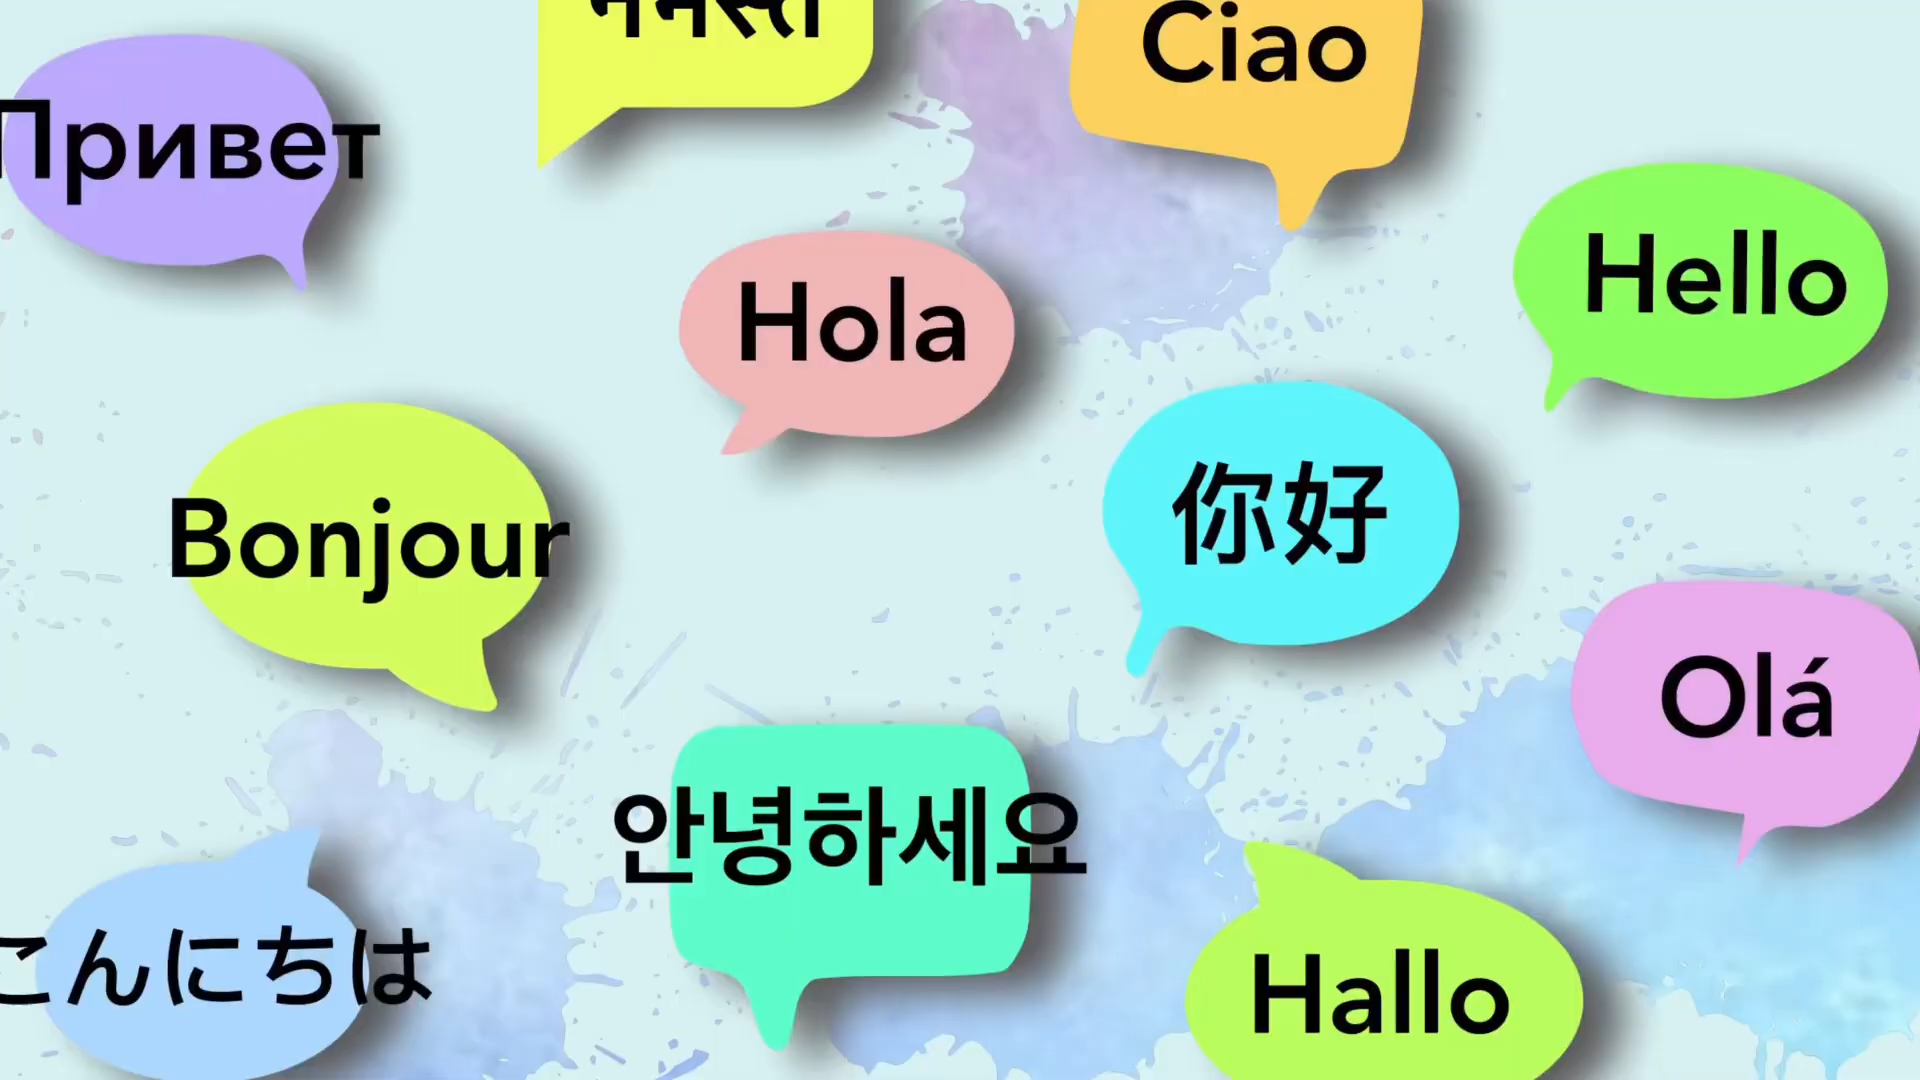 नमस्ते
Ciao
Привет
Hello
Hola
Bonjour
你好
Olá
안녕하세요
こんにちは
Hallo